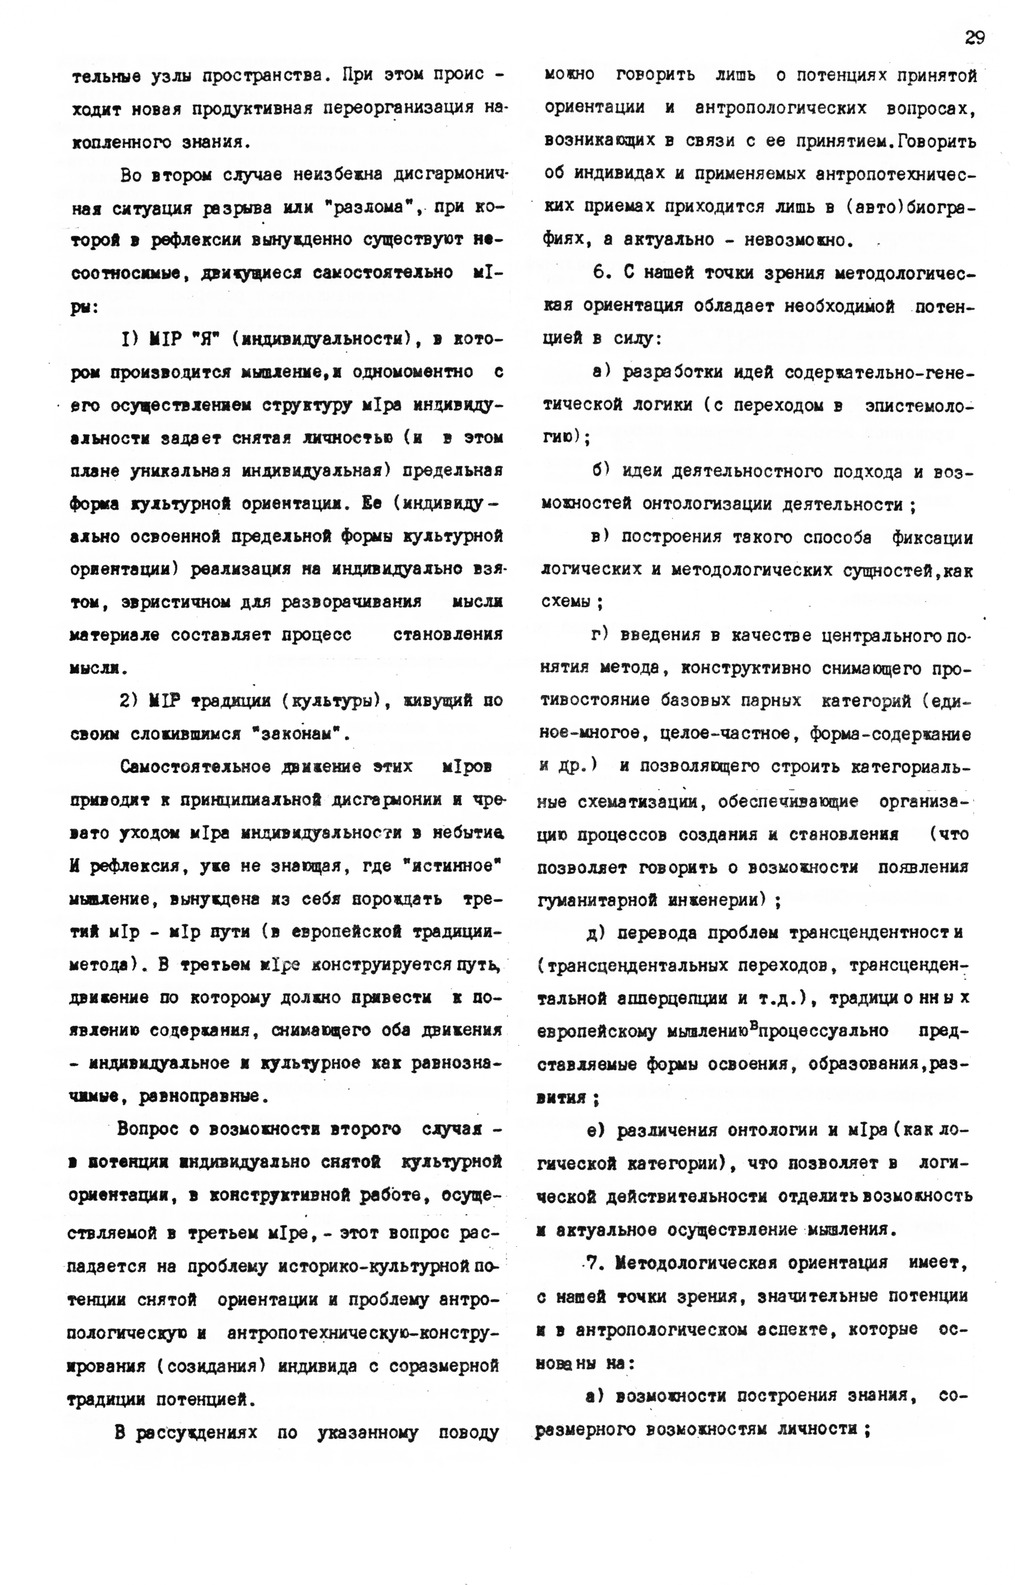 29
тельные узлы пространства. При этом проис -
ходит новая продуктивная переорганизация на-
копленного знания.
Во втором случае неизбежна дисгармонич-
ная ситуация разрыва или "разлома", при ко-
торой в рефлексии вынужденно существуют не-
соотносимые, движущиеся самостоятельно мI-
ры:
I) МIР "Я" (индивидуальности), в кото-
ром производится мышление,и одномоментно с
его осуществлением структуру мIра индивиду-
альности задает снятая личностью (и в этом
плане уникальная индивидуальная) предельная
форма культурной ориентации. Ее (индивиду -
ально освоенной предельной формы культурной
ориентации) реализация на индивидуально взя-
том, эвристичном для разворачивания мысли
материале составляет процесс становления
мысли.
2) МIР традиции (культуры), живущий по
своим сложившимся "законам".
Самостоятельное движение этих мIров
приводит к принципиальной дисгармонии и чре-
вато уходом мIра индивидуальности в небытие.
И рефлексия, уже не знающая, где "истинное"
мышление, вынуждена из себя порождать тре-
тий мIр - мIр пути (в европейской традиции-
метода). В третьем мIре конструируется путь,
движение по которому должно привести к по-
явлению содержания, снимающего оба движения
- индивидуальное и культурное как равнозна-
чимые, равноправные.
Вопрос о возможности второго случая -
в потенции индивидуально снятой культурной
ориентации, в конструктивной работе, осуще-
ствляемой в третьем мIре, - этот вопрос рас-
падается на проблему историко-культурной по-
тенции снятой ориентации и проблему антро-
пологическую и антропотехническую-констру-
ирования (созидания) индивида с соразмерной
традиции потенцией.
В рассуждениях по указанному поводу
можно говорить лишь о потенциях принятой
ориентации и антропологических вопросах,
возникающих в связи с ее принятием.Говорить
об индивидах и применяемых антропотехничес-
ких приемах приходится лишь в (авто)биогра-
фиях, а актуально - невозможно.
6. С нашей точки зрения методологичес-
кая ориентация обладает необходимой потен-
цией в силу:
а) разработки идей содержательно-гене-
тической логики (с переходом в эпистемоло-
гию);
б) идеи деятельностного подхода и воз-
можностей онтологизации деятельности ;
в) построения такого способа фиксации
логических и методологических сущностей,как
схемы ;
г) введения в качестве центрального по-
нятия метода, конструктивно снимающего про-
тивостояние базовых парных категорий (еди-
ное-многое, целое-частное, форма-содержание
и др.) и позволяющего строить категориаль-
ные схематизации, обеспечивающие организа-
цию процессов создания и становления (что
позволяет говорить о возможности появления
гуманитарной инженерии) ;
д) перевода проблем трансцендентности
(трансцендентальных переходов, трансценден-
тальной апперцепции и т.д.), традиционных
европейскому мышлению в процессуально пред-
ставляемые формы освоения, образования,раз-
вития ;
е) различения онтологии и мIра (как ло-
гической категории), что позволяет в логи-
ческой действительности отделить возможность
и актуальное осуществление мышления.
7. Методологическая ориентация имеет,
с нашей точки зрения, значительные потенции
и в антропологическом аспекте, которые ос-
нованы на:
а) возможности построения знания, со-
размерного возможностям личности ;